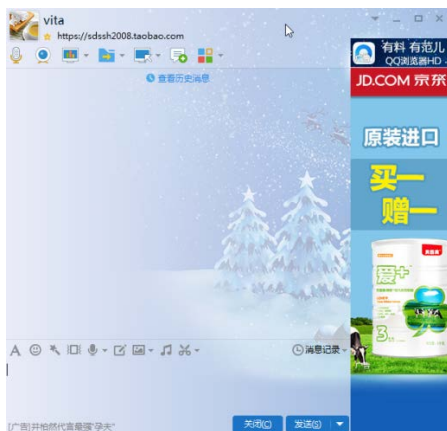 vita
https://sdssh2008.taobao.com
有料 有范儿
QQ浏览器HD
查看历史消息
JD.COM 京东
原装进口
买一
赠一
爱+
3
消息记录
[广告]井柏然代言最强"孕夫"
关闭(C)
发送(S)